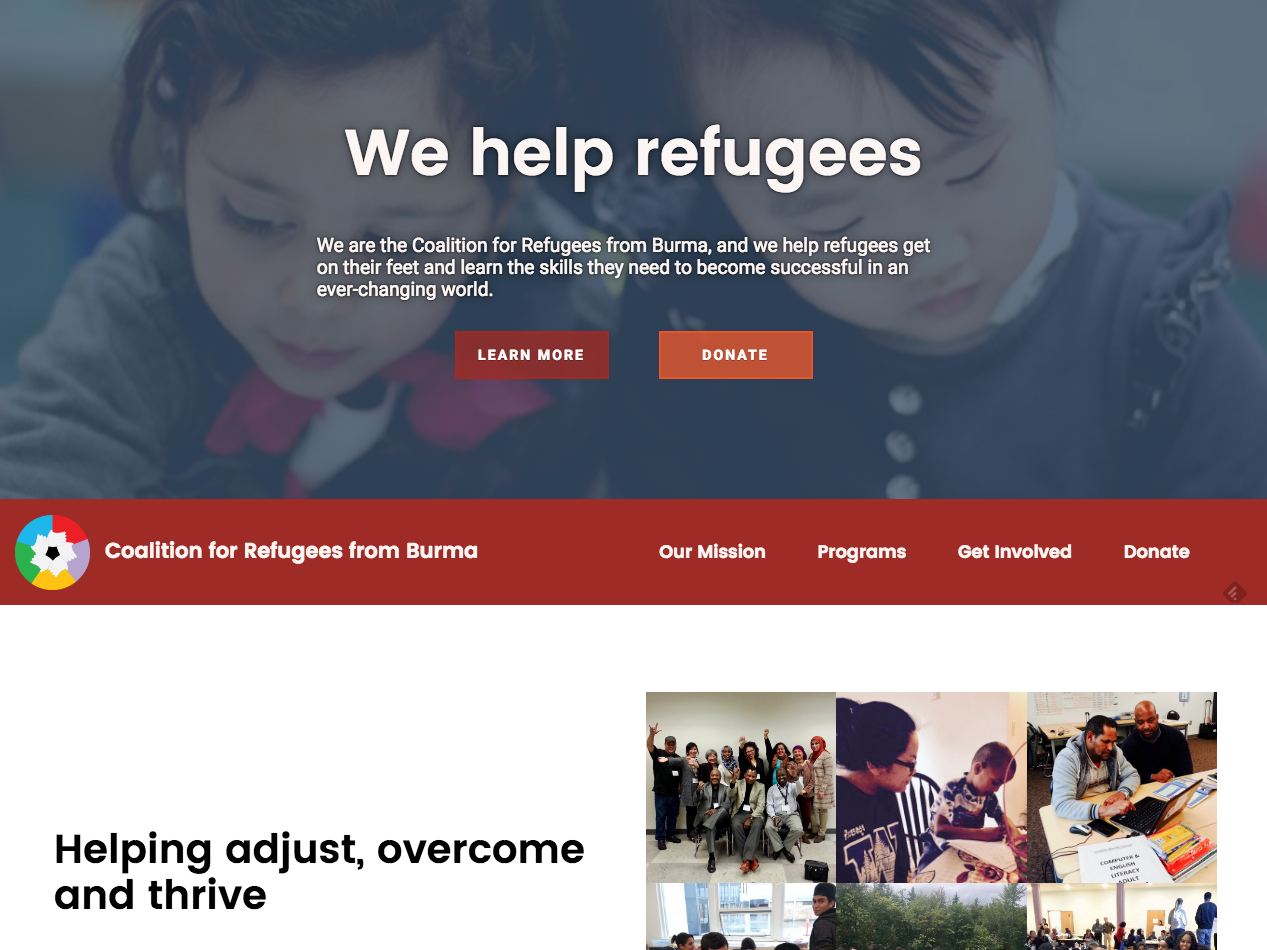 We help refugees
We are the Coalition for Refugees from Burma, and we help refugees get
on their feet and learn the skills they need to become successful in an
ever-changing world.
LEARN MORE
DONATE
Coalition for Refugees from Burma
Our Mission
Programs
Get Involved
Donate
Helping adjust, overcome
and thrive
COMPUTER &
ENGLISH
LITERACY
ADULT